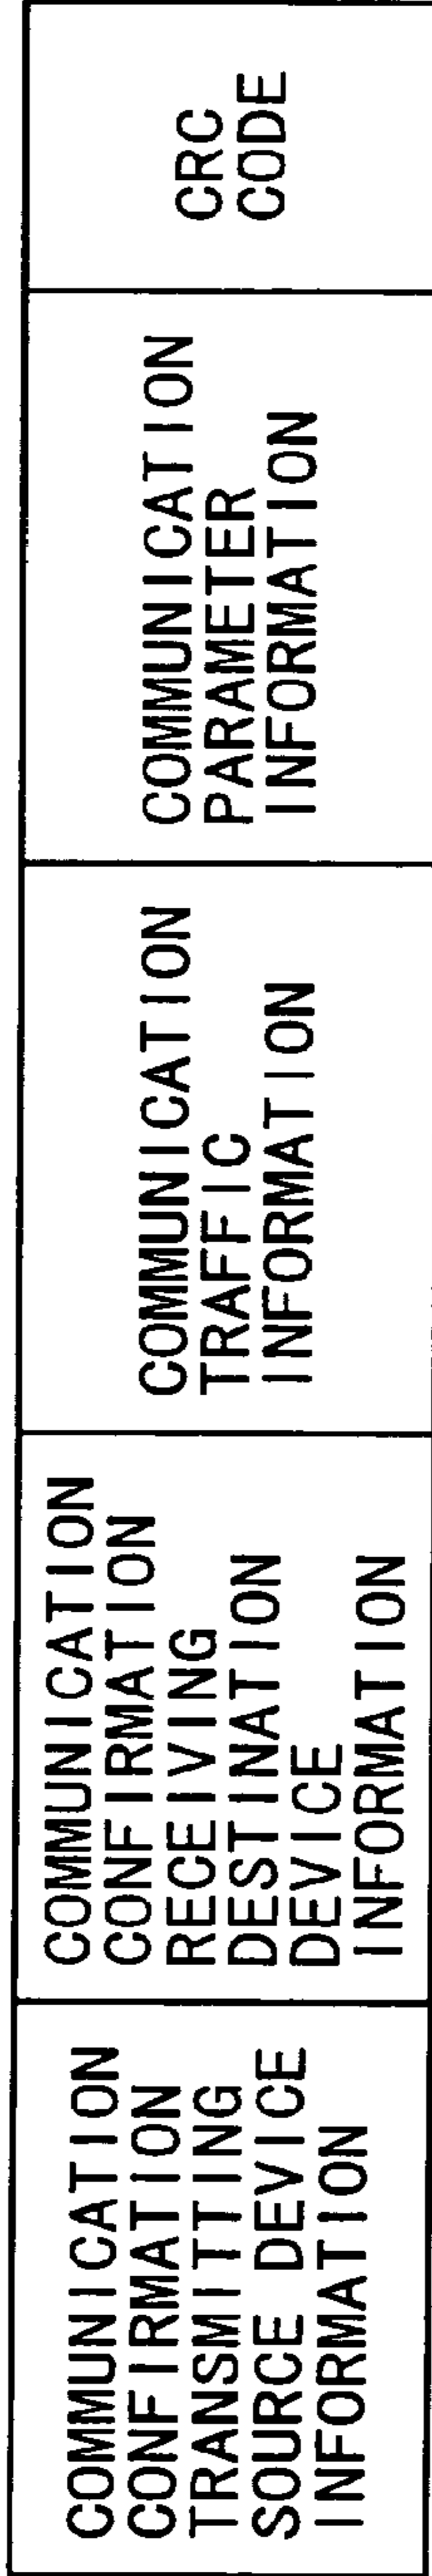 COMMUNICATION
CONFIRMATION
TRANSMITTING
SOURCE DEVICE
INFORMATION
COMMUNICATION
CONFIRMATION
RECEIVING
DESTINATION
DEVICE
INFORMATION
COMMUNICATION
TRAFFIC
INFORMATION
COMMUNICATION
PARAMETER
INFORMATION
CRC
CODE